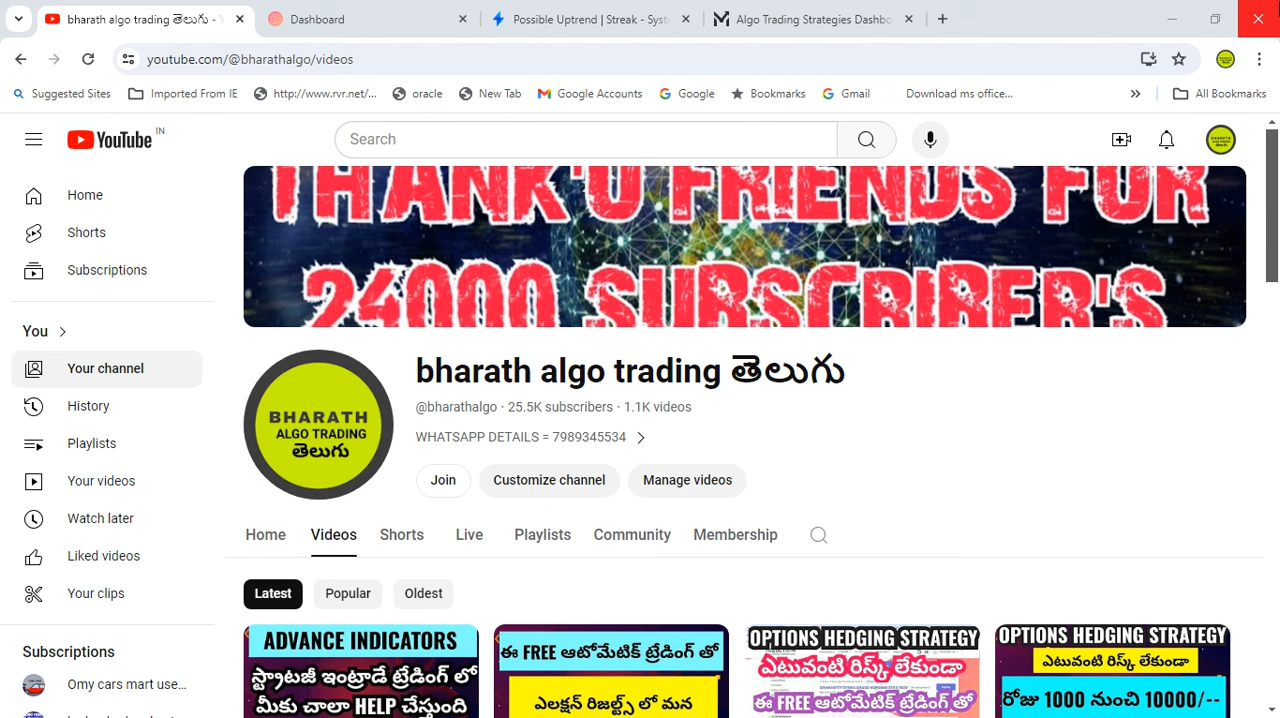 bharath algo trading తెలుగు - Y
Dashboard
Possible Uptrend | Streak - Syst
Algo Trading Strategies Dashbo
youtube.com/@bharathalgo/videos
Suggested Sites
Imported From IE
http://www.rvr.net/...
oracle
New Tab
Google Accounts
Google
Bookmarks
Gmail
Download ms office...
All Bookmarks
YouTube IN
Search
BHARATH ALGO TRADING తెలుగు
Home
Shorts
Subscriptions
You
Your channel
History
Playlists
Your videos
Watch later
Liked videos
Your clips
Subscriptions
Omy cars mart use...
THANK'U FRIENDS FOR
24000 SUBSCRIBER'S
BHARATH
ALGO TRADING
తెలుగు
bharath algo trading తెలుగు
@bharathalgo · 25.5K subscribers · 1.1K videos
WHATSAPP DETAILS = 7989345534
Join
Customize channel
Manage videos
Home
Videos
Shorts
Live
Playlists
Community
Membership
Latest
Popular
Oldest
ADVANCE INDICATORS
స్ట్రాటజీ ఇంట్రాడే ట్రేడింగ్ లో
మీకు చాలా HELP చేస్తుంది
ఈ FREE ఆటోమేటిక్ ట్రేడింగ్ తో
ఎలక్షన్ రిజల్ట్స్ లో మన
OPTIONS HEDGING STRATEGY
ఎటువంటి రిస్క్ లేకుండా
ఈ FREE ఆటోమేటిక్ ట్రేడింగ్ తో
OPTIONS HEDGING STRATEGY
ఎటువంటి రిస్క్ లేకుండా
రోజు 1000 నుంచి 10000/--